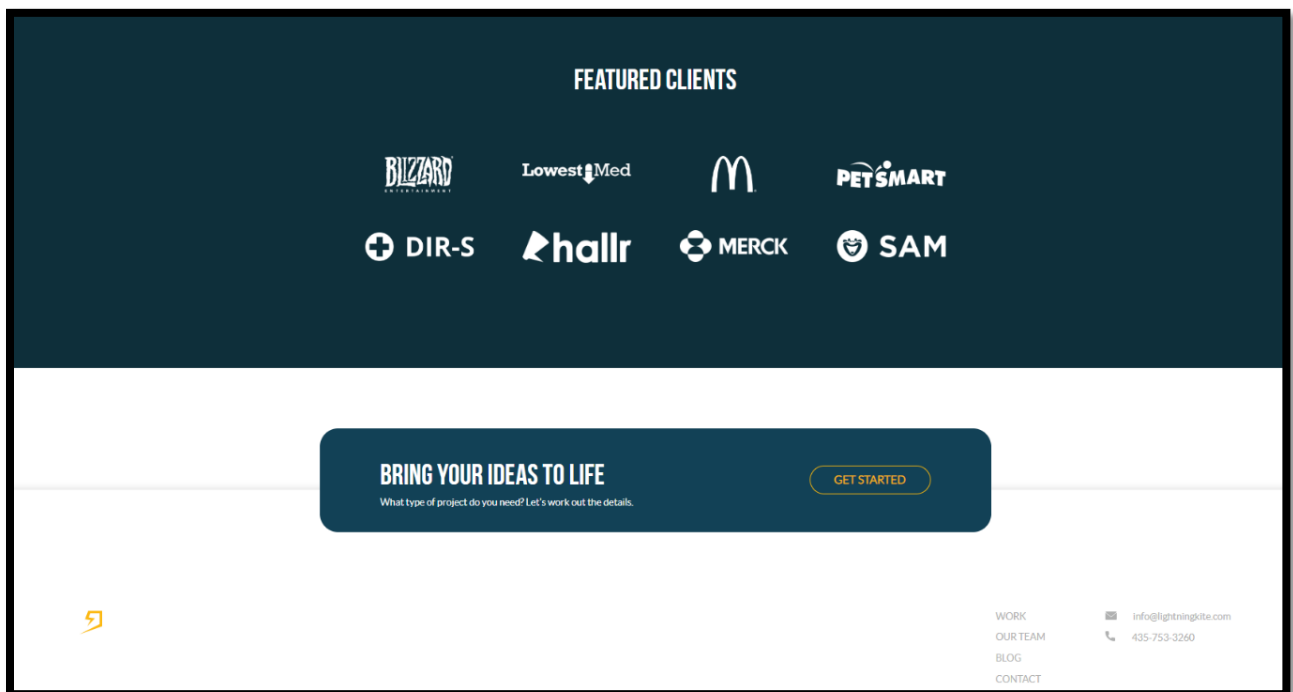 FEATURED CLIENTS
BLIZZARD
ENTERTAINMENT
LowestMed
M
PETSMART
DIR-S
hallr
MERCK
SAM
BRING YOUR IDEAS TO LIFE
What type of project do you need? Let's work out the details.
GET STARTED
WORK
OUR TEAM
BLOG
CONTACT
info@lightningkite.com
435-753-3260